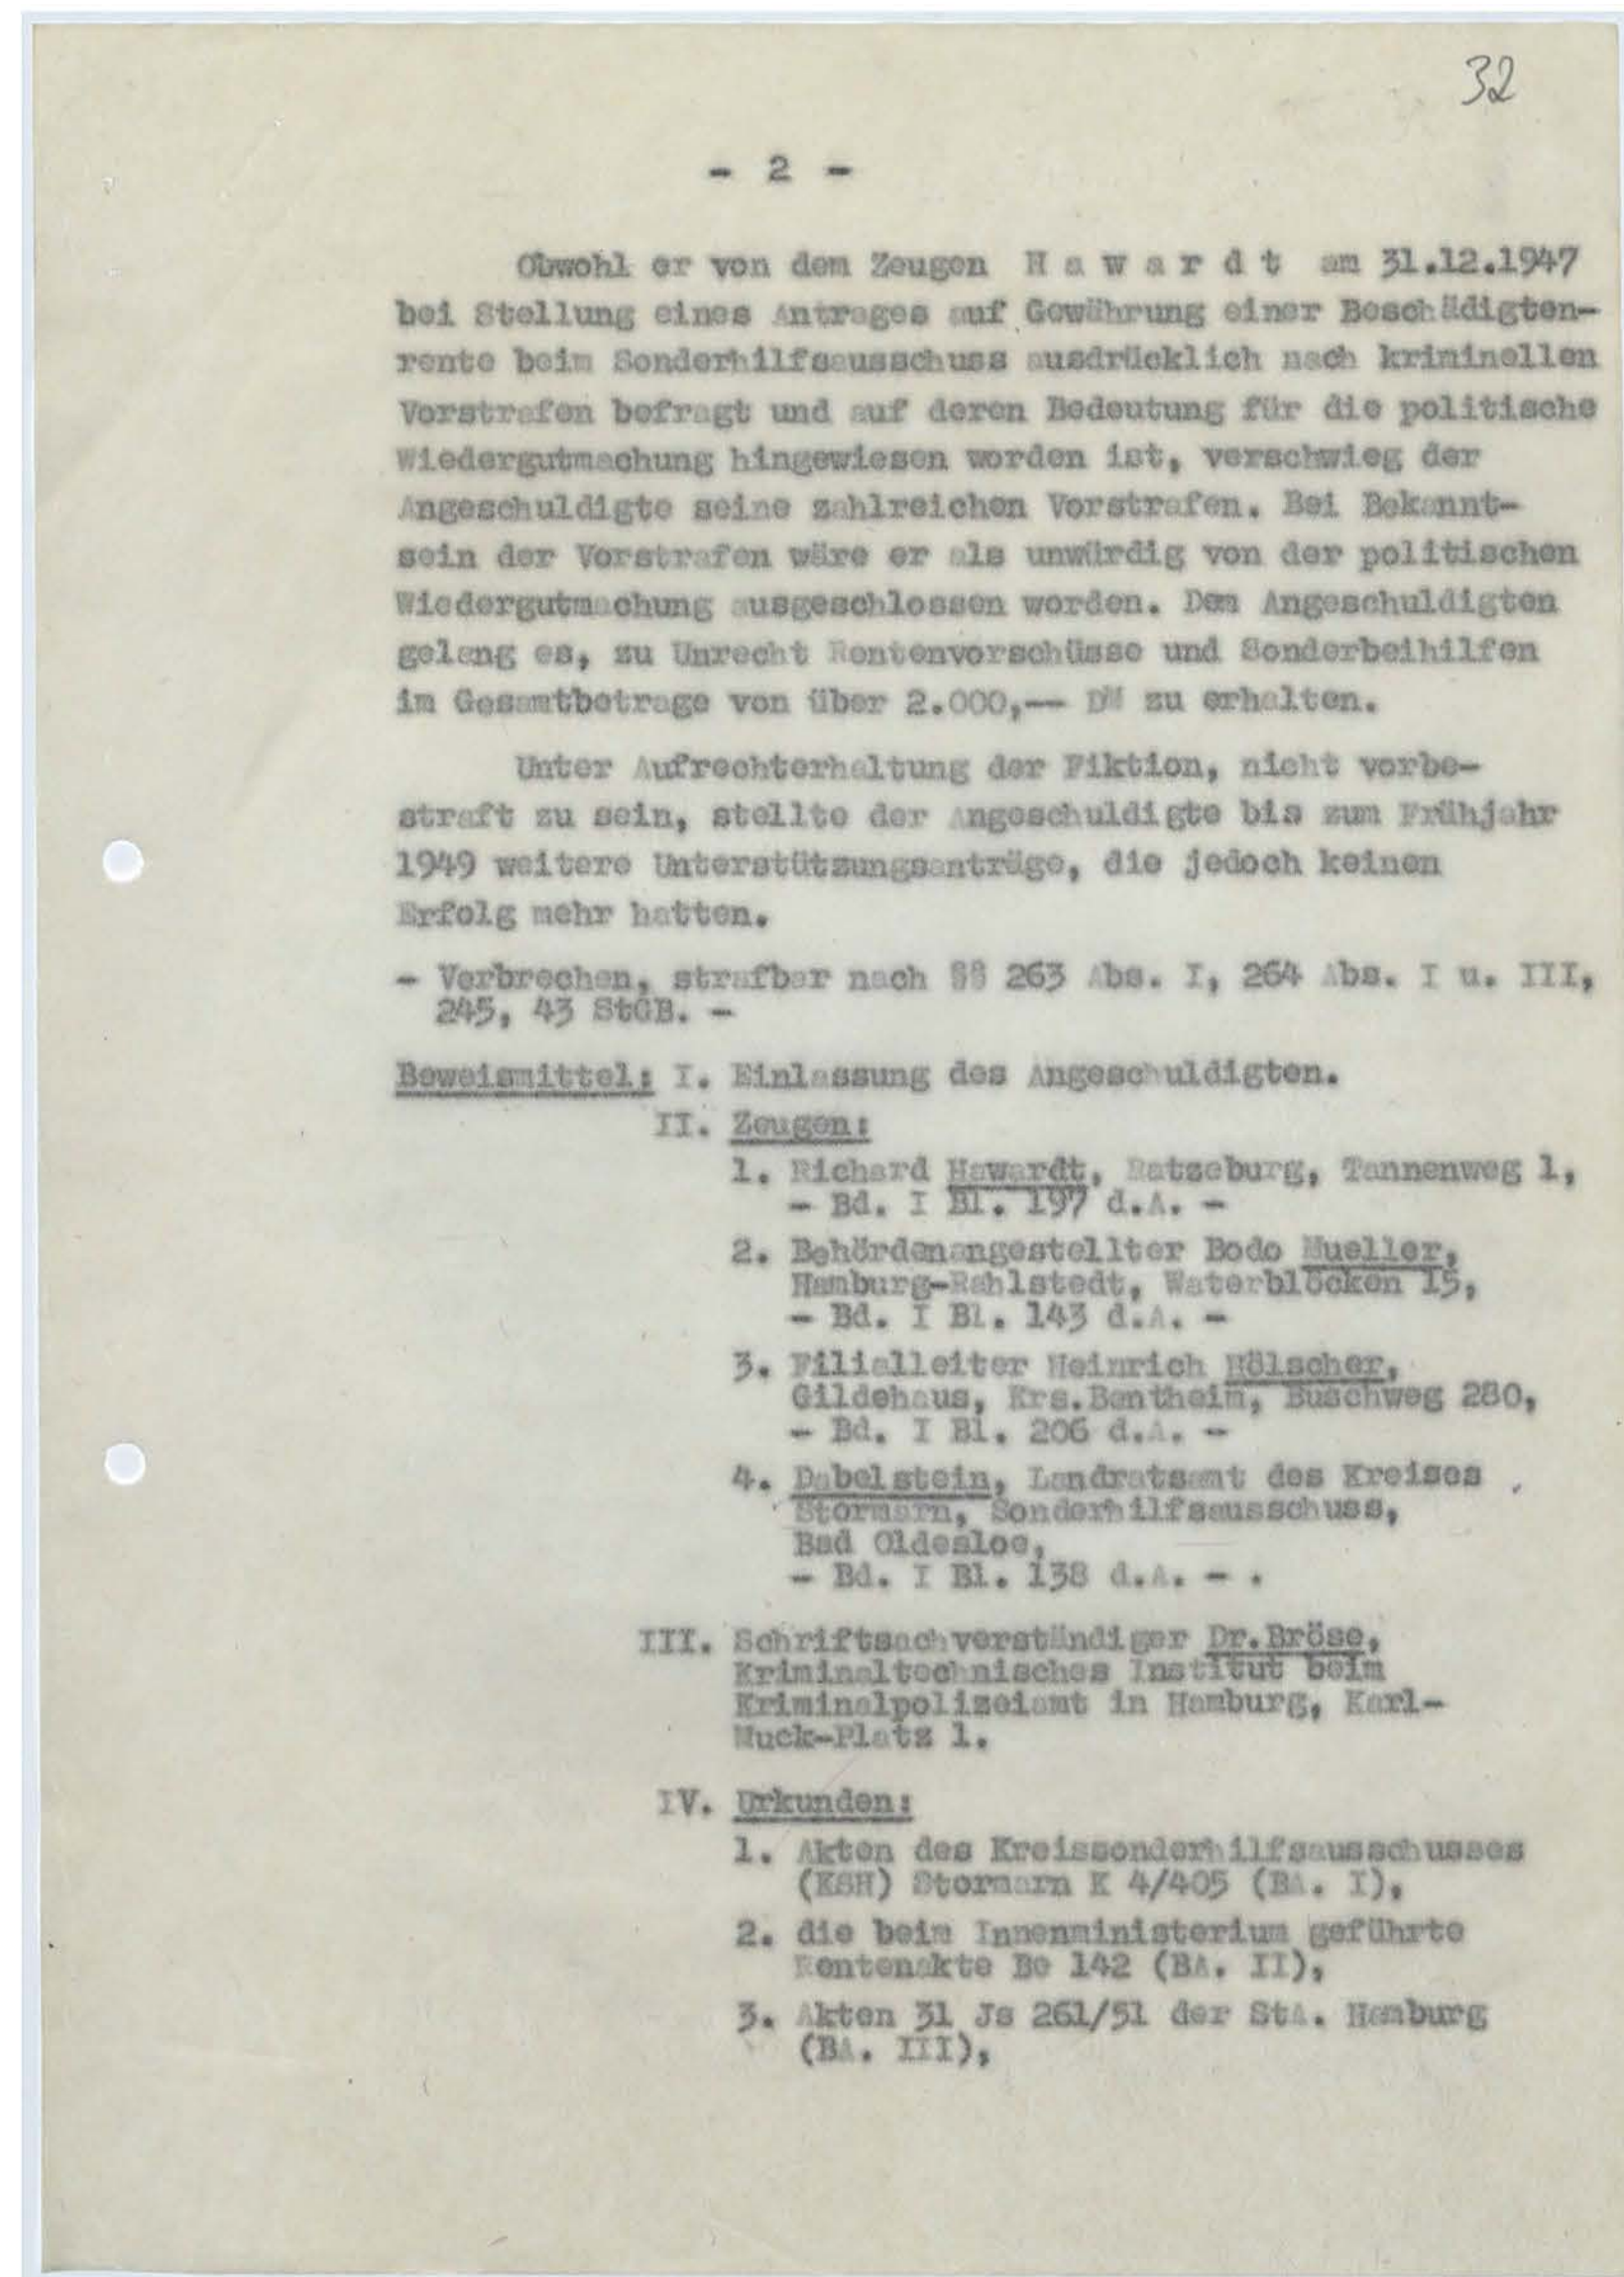 32
- 2 -
Obwohl er von dem Zeugen H a w a r d t am 31.12.1947
bei Stellung eines Antrages auf Gewährung einer Beschädigten-
rente beim Sonderhilfsausschuss ausdrücklich nach kriminellen
Vorstrafen befragt und auf deren Bedeutung für die politische
Wiedergutmachung hingewiesen worden ist, verschwieg der
Angeschuldigte seine zahlreichen Vorstrafen. Bei Bekannt-
sein der Vorstrafen wäre er als unwürdig von der politischen
Wiedergutmachung ausgeschlossen worden. Dem Angeschuldigten
gelang es, zu Unrecht Rentenvorschüsse und Sonderbeihilfen
im Gesamtbetrage von über 2.000,-- DM zu erhalten.
Unter Aufrechterhaltung der Fiktion, nicht vorbe-
straft zu sein, stellte der Angeschuldigte bis zum Frühjahr
1949 weitere Unterstützungsanträge, die jedoch keinen
Erfolg mehr hatten.
- Verbrechen, strafbar nach §§ 263 Abs. I, 264 Abs. I u. III,
245, 43 StGB. -
Beweismittel: I. Einlassung des Angeschuldigten.
II. Zeugen:
1. Richard Hawardt, Ratzeburg, Tannenweg 1,
- Bd. I Bl. 197 d.A. -
2. Behördenangestellter Bodo Mueller,
Hamburg-Rahlstedt, Waterblöcken 15,
- Bd. I Bl. 143 d.A. -
3. Filialleiter Heinrich Hölscher,
Gildehaus, Krs.Bentheim, Buschweg 280,
- Bd. I Bl. 206 d.A. -
4. Dabelstein, Landratsamt des Kreises
Stormarn, Sonderhilfsausschuss,
Bad Oldesloe,
- Bd. I Bl. 138 d.A. - .
III. Schriftsachverständiger Dr.Bröse,
Kriminaltechnisches Institut beim
Kriminalpolizeiamt in Hamburg, Karl-
Muck-Platz 1.
IV. Urkunden:
1. Akten des Kreissonderhilfsausschusses
(KSH) Stormarn K 4/405 (BA. I),
2. die beim Innenministerium geführte
Rentenakte Be 142 (BA. II),
3. Akten 31 Js 261/51 der StA. Hamburg
(BA. III),